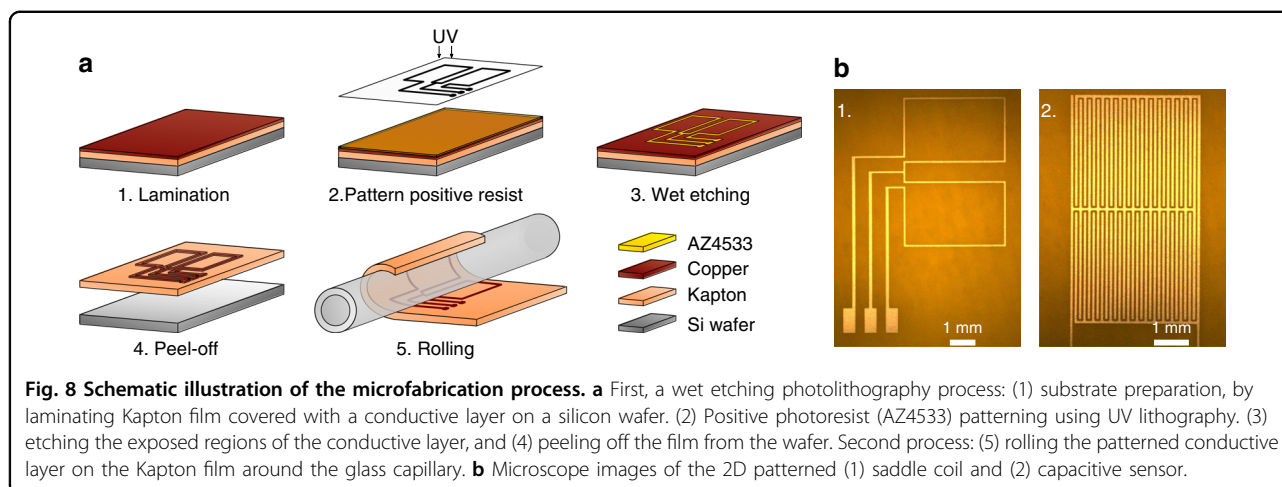 a
UV
1. Lamination
2.Pattern positive resist
3. Wet etching
4. Peel-off
5. Rolling
AZ4533
Copper
Kapton
Si wafer
b
1.
1 mm
2.
1 mm
Fig. 8 Schematic illustration of the microfabrication process. a First, a wet etching photolithography process: (1) substrate preparation, by
laminating Kapton film covered with a conductive layer on a silicon wafer. (2) Positive photoresist (AZ4533) patterning using UV lithography. (3)
etching the exposed regions of the conductive layer, and (4) peeling off the film from the wafer. Second process: (5) rolling the patterned conductive
layer on the Kapton film around the glass capillary. b Microscope images of the 2D patterned (1) saddle coil and (2) capacitive sensor.